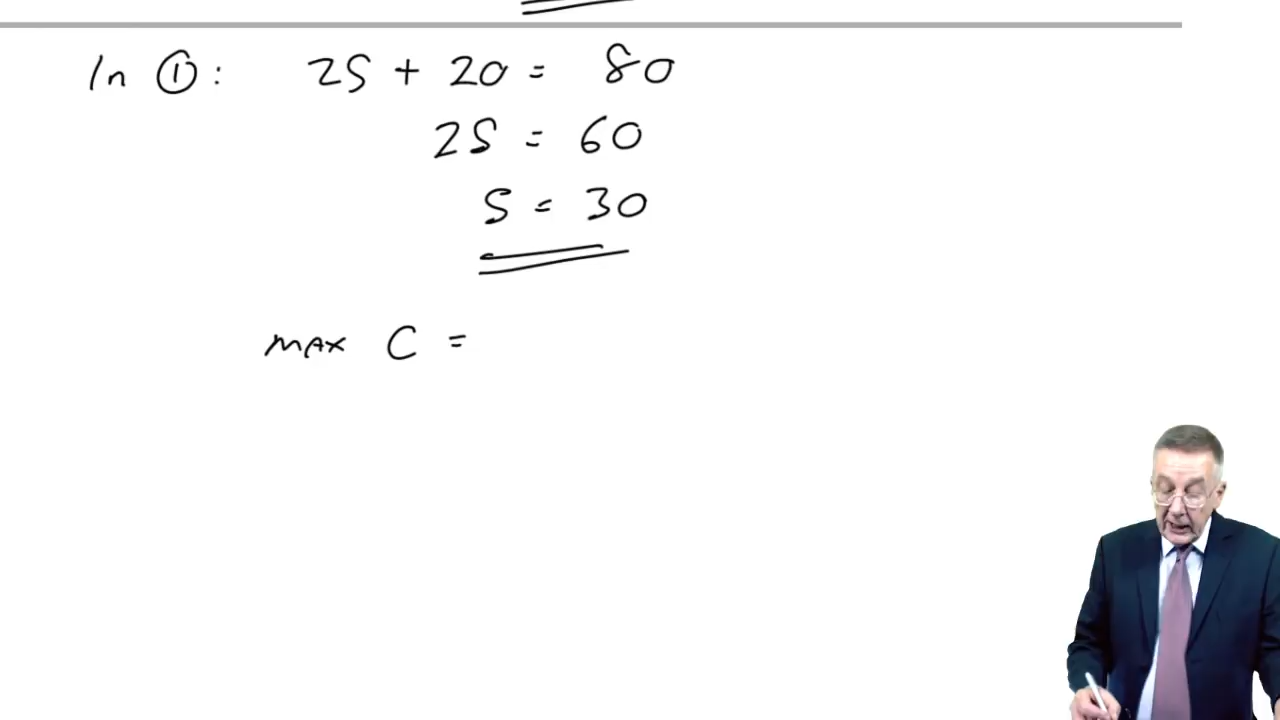 In ①: 2S + 20 = 80
2S = 60
S = 30
max C =